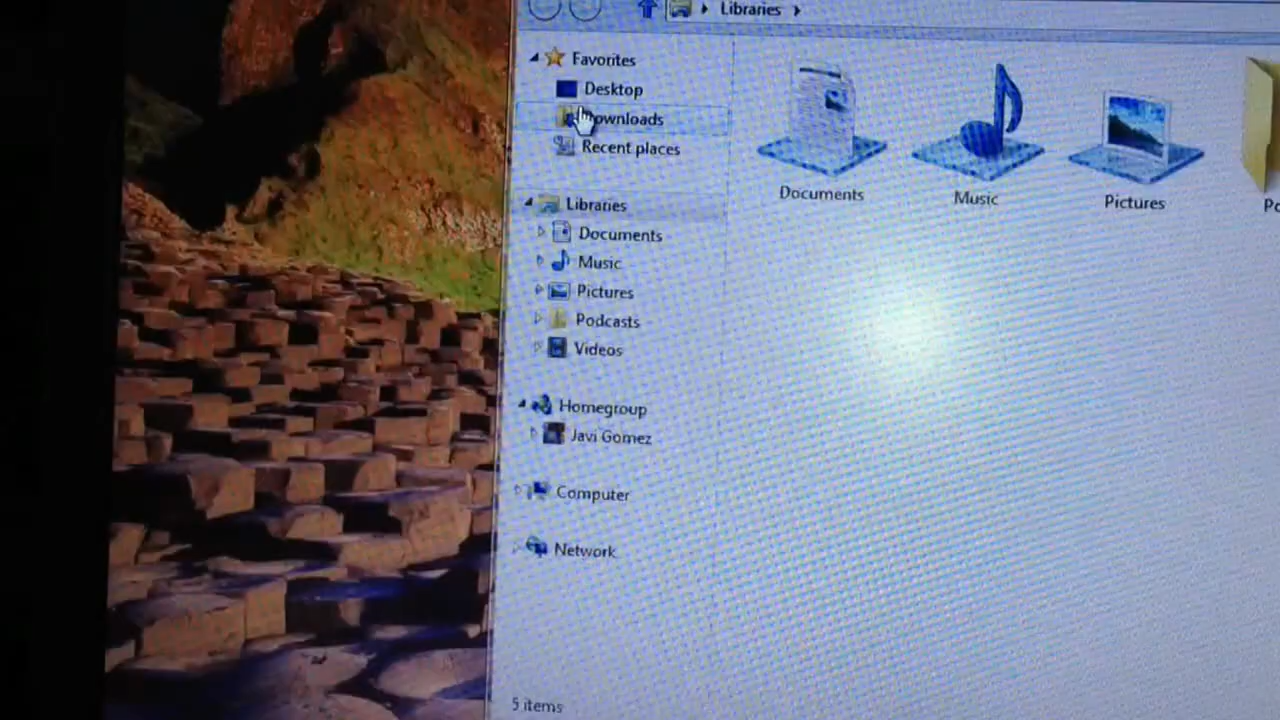 Libraries
Favorites
Desktop
ownloads
Recent places
Libraries
Documents
Music
Pictures
Podcasts
Videos
Homegroup
Javi Gomez
Computer
Network
Documents
Music
Pictures
5 items